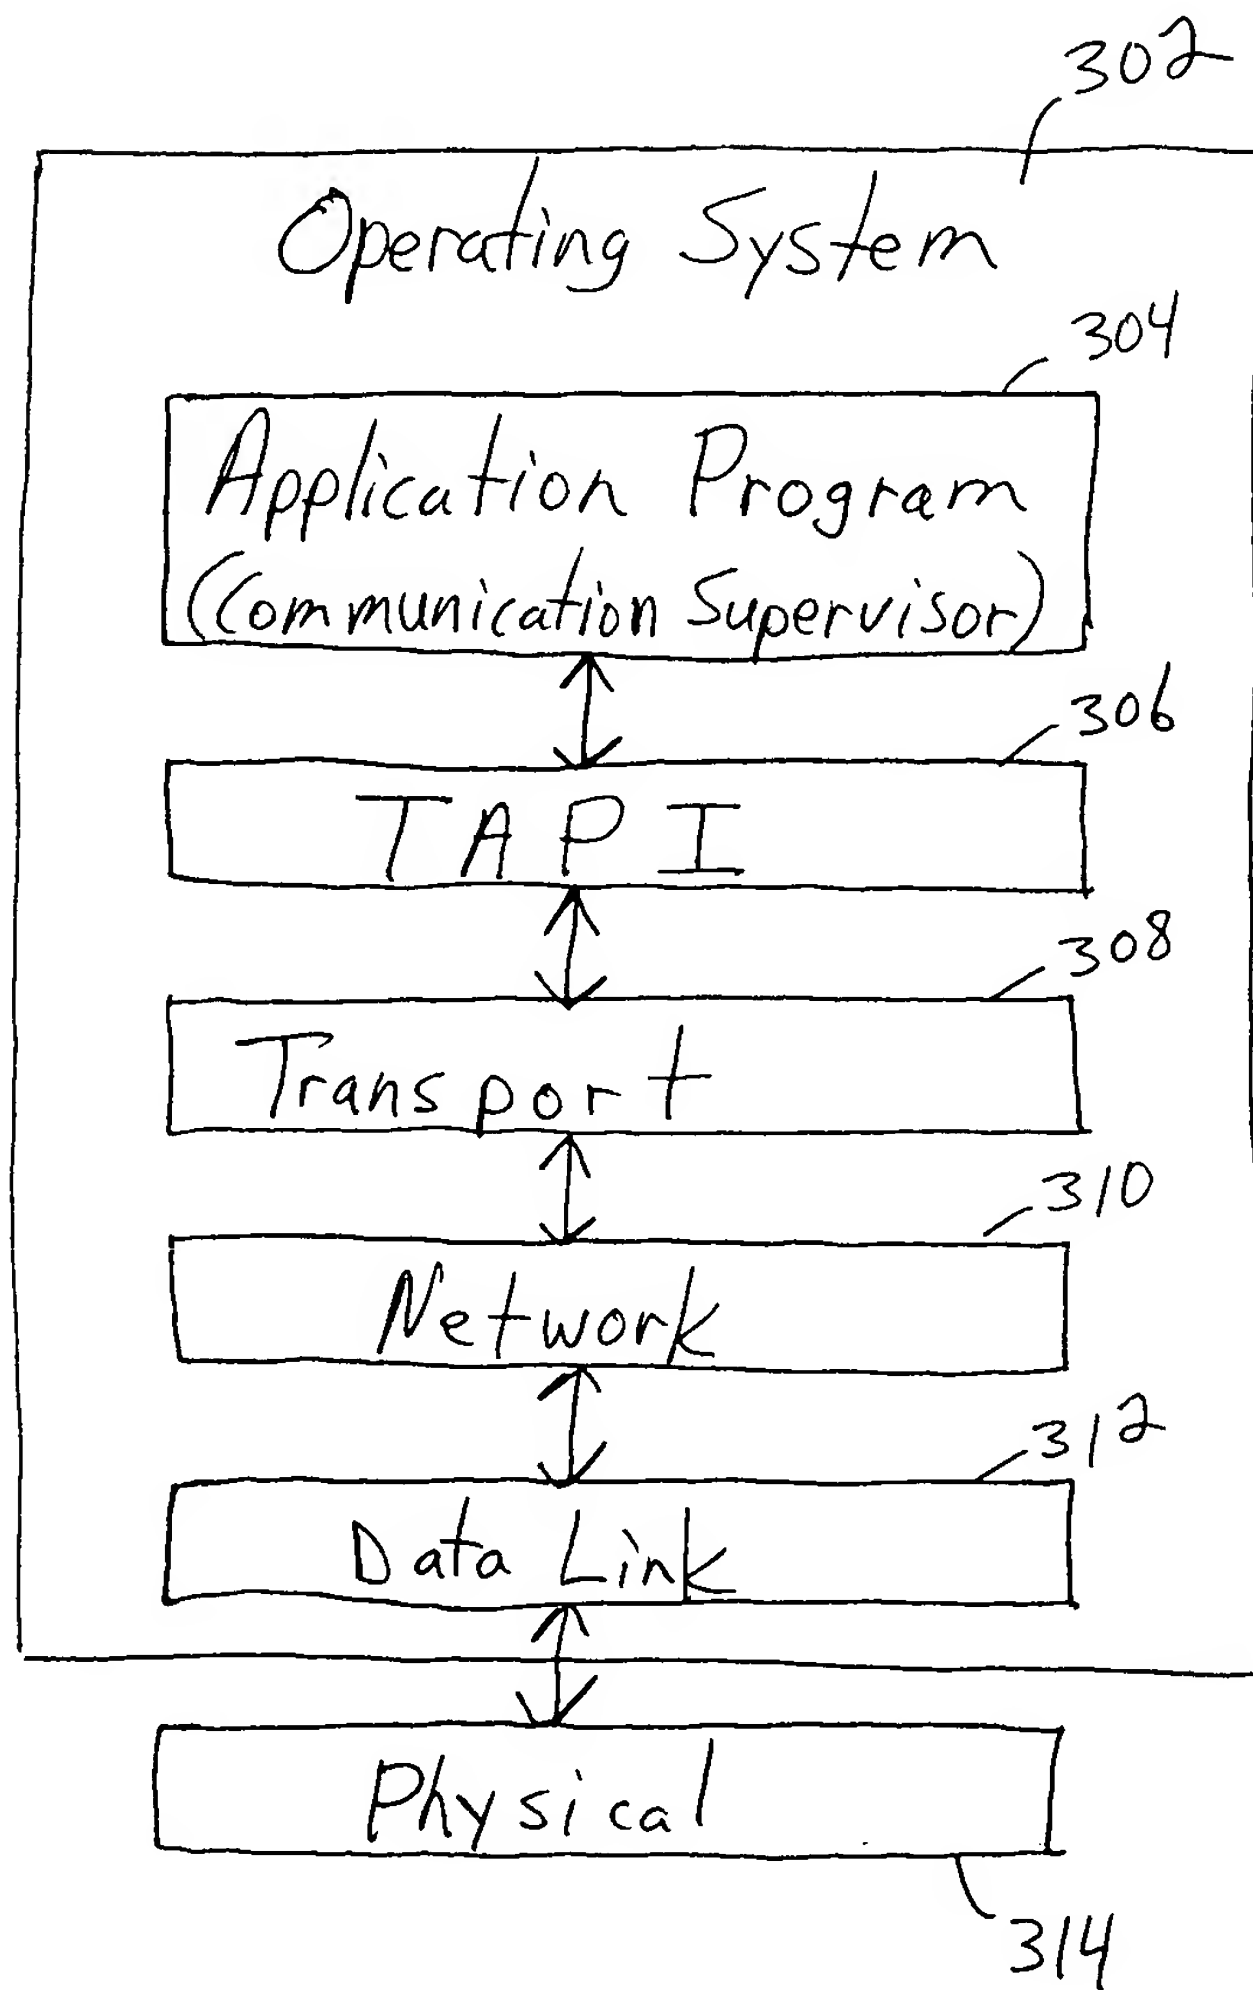 302
Operating System
304
Application Program
(Communication Supervisor)
306
TAPI
308
Transport
310
Network
312
Data Link
Physical
314